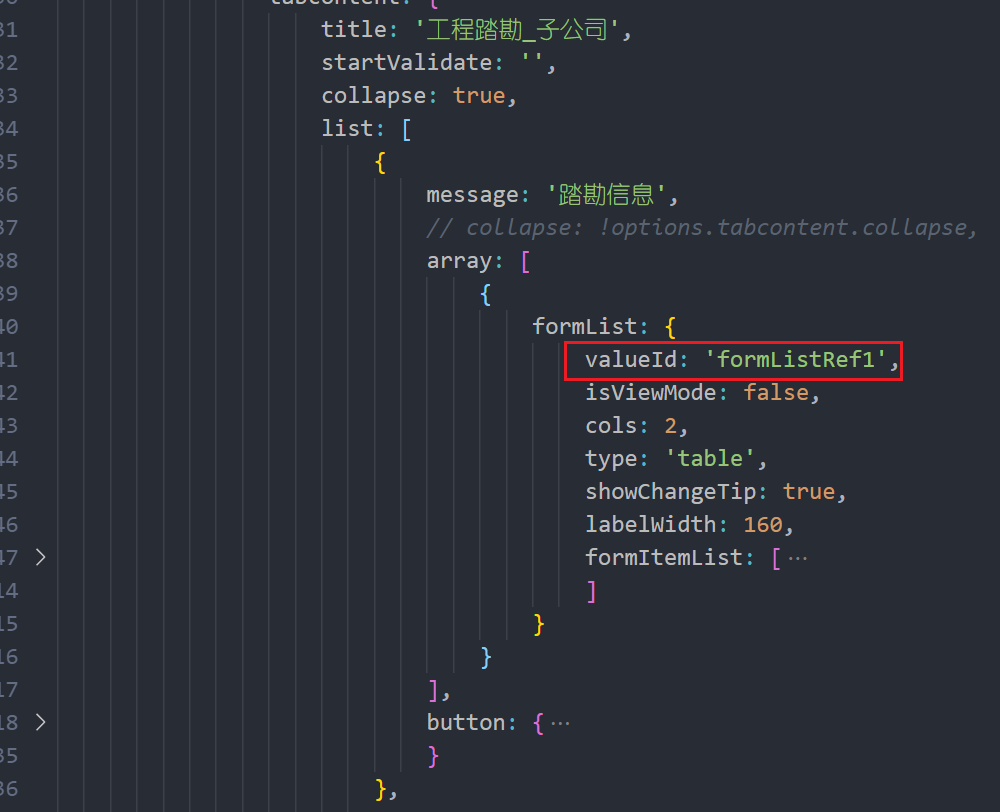 tabcontent: {
31 title: '工程踏勘_子公司',
32 startValidate: '',
33 collapse: true,
34 list: [
35 {
36 message: '踏勘信息',
37 // collapse: !options.tabcontent.collapse,
38 array: [
39 {
40 formList: {
41 valueId: 'formListRef1',
42 isViewMode: false,
43 cols: 2,
44 type: 'table',
45 showChangeTip: true,
46 labelWidth: 160,
47 formItemList: [···
14 ]
15 }
16 }
17 ],
18 button: {···
35 }
36 },